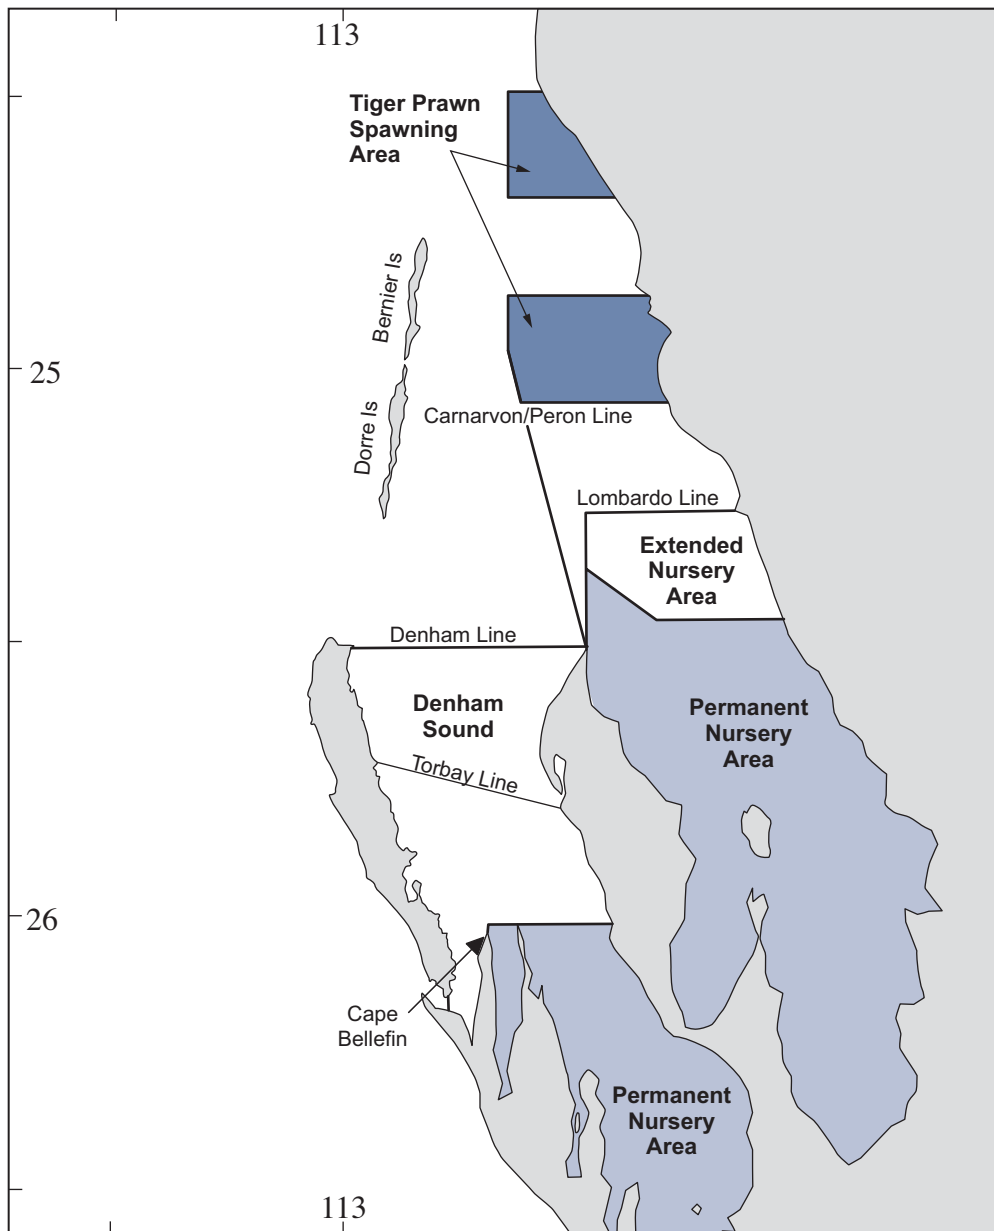 113
Tiger Prawn
Spawning
Area
Bernier Is
25
Dorre Is
Carnarvon/Peron Line
Lombardo Line
Extended
Nursery
Area
Denham Line
Denham
Sound
Permanent
Nursery
Area
Torbay Line
26
Cape
Bellefin
Permanent
Nursery
Area
113